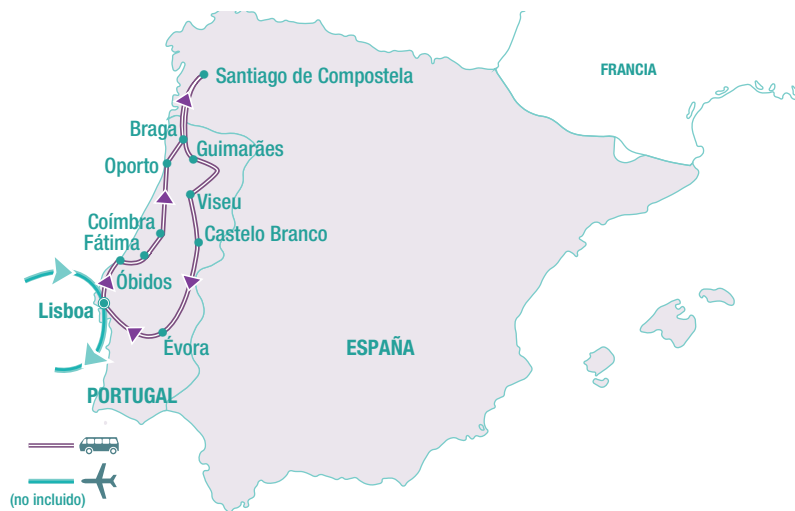 FRANCIA
Santiago de Compostela
Braga
Guimarães
Oporto
Viseu
Coímbra
Castelo Branco
Fátima
Óbidos
Lisboa
Évora
ESPAÑA
PORTUGAL
(no incluido)